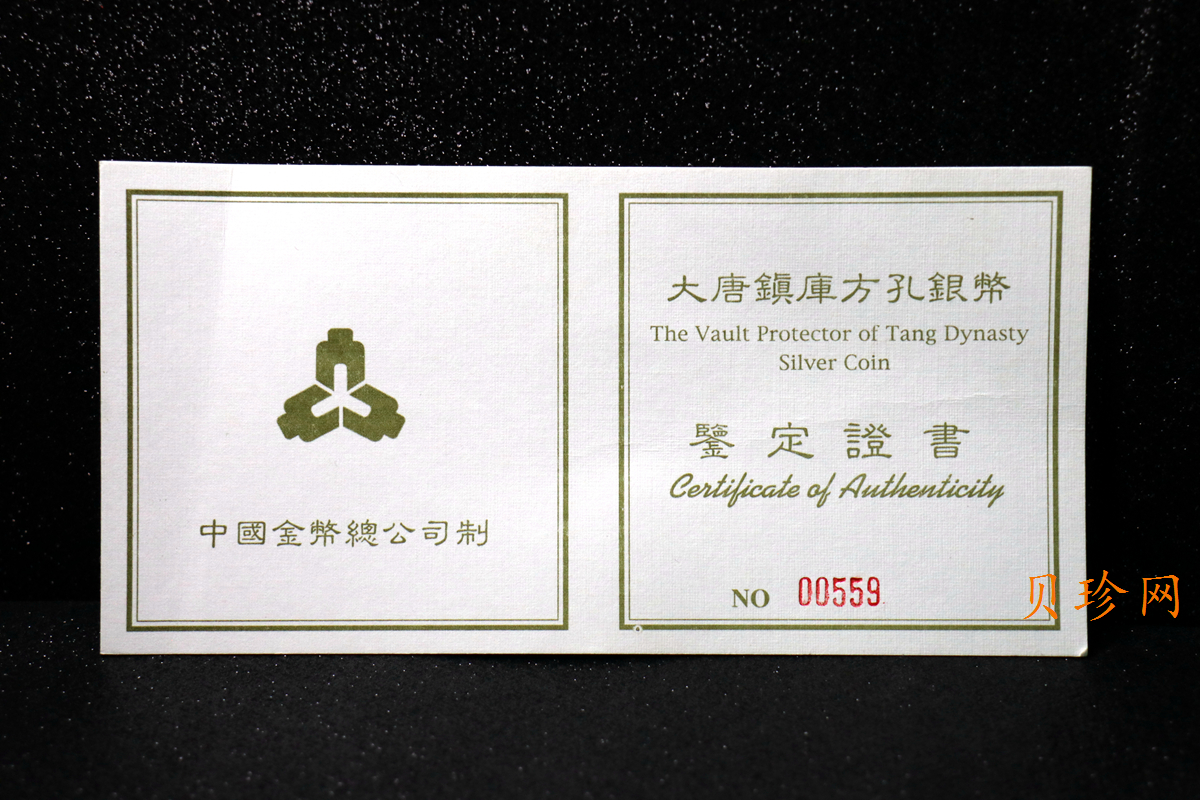 中國金幣總公司制
大唐鎮庫方孔銀幣
The Vault Protector of Tang Dynasty
Silver Coin
鑒定證書
Certificate of Authenticity
NO 00559
贝珍网